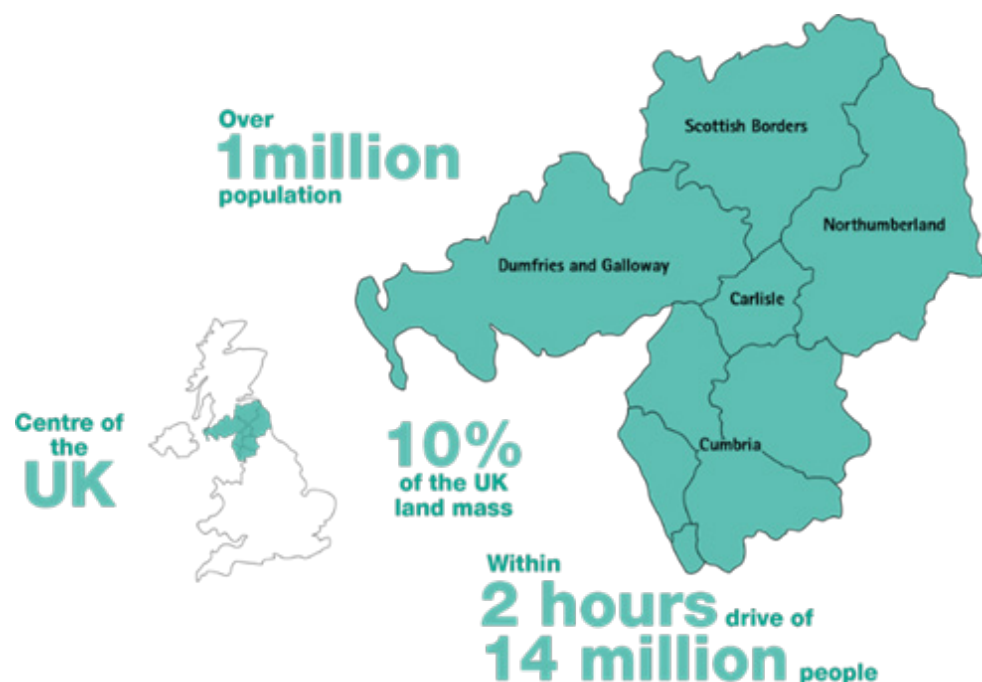 Over
1million
population
Scottish Borders
Northumberland
Dumfries and Galloway
Carlisle
Cumbria
Centre of
the
UK
10%
of the UK
land mass
Within
2 hours drive of
14 million people